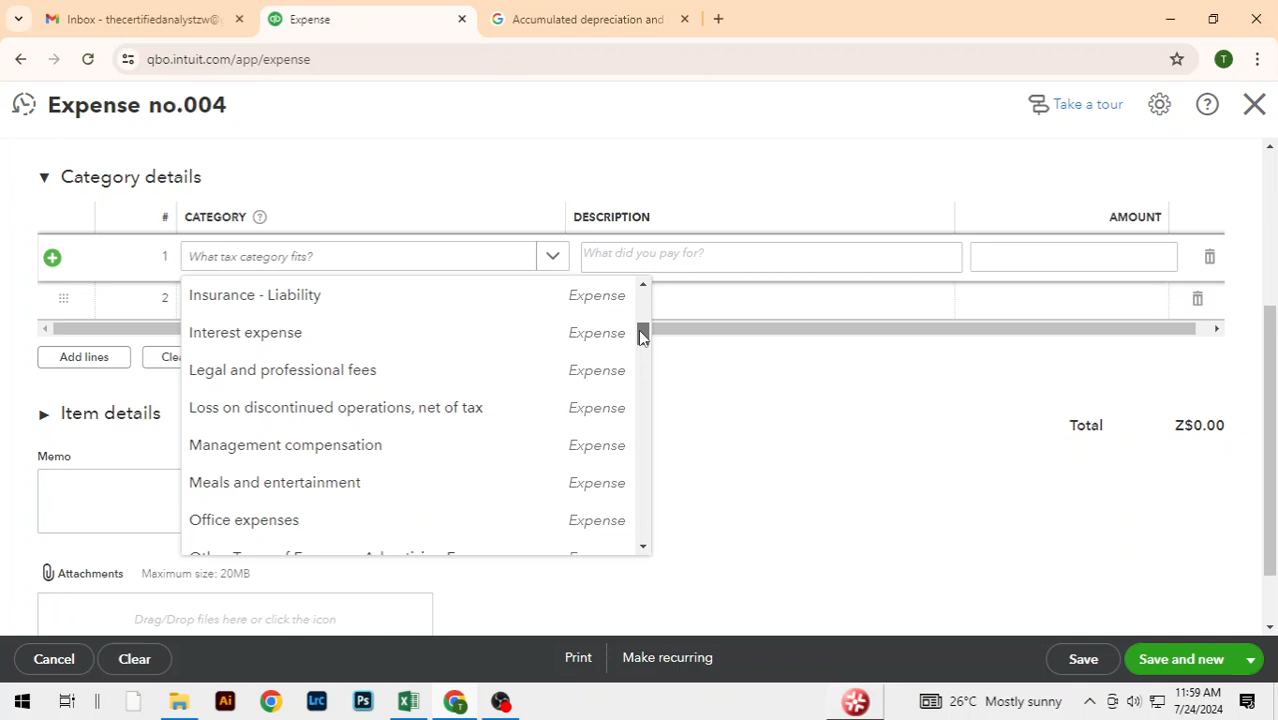 Inbox - thecertifiedanalystzw@
Expense
Accumulated depreciation and
qbo.intuit.com/app/expense
T
Expense no.004
Take a tour
Category details
# CATEGORY ? DESCRIPTION AMOUNT
1 What tax category fits? What did you pay for?
Insurance - Liability Expense
2
Interest expense Expense
Add lines
Legal and professional fees Expense
Loss on discontinued operations, net of tax Expense
Item details
Total Z$0.00
Management compensation Expense
Memo
Meals and entertainment Expense
Office expenses Expense
Attachments Maximum size: 20MB
Drag/Drop files here or click the icon
Cancel Clear Print Make recurring Save Save and new
Ai Lrc Ps 26°C Mostly sunny 11:59 AM
7/24/2024